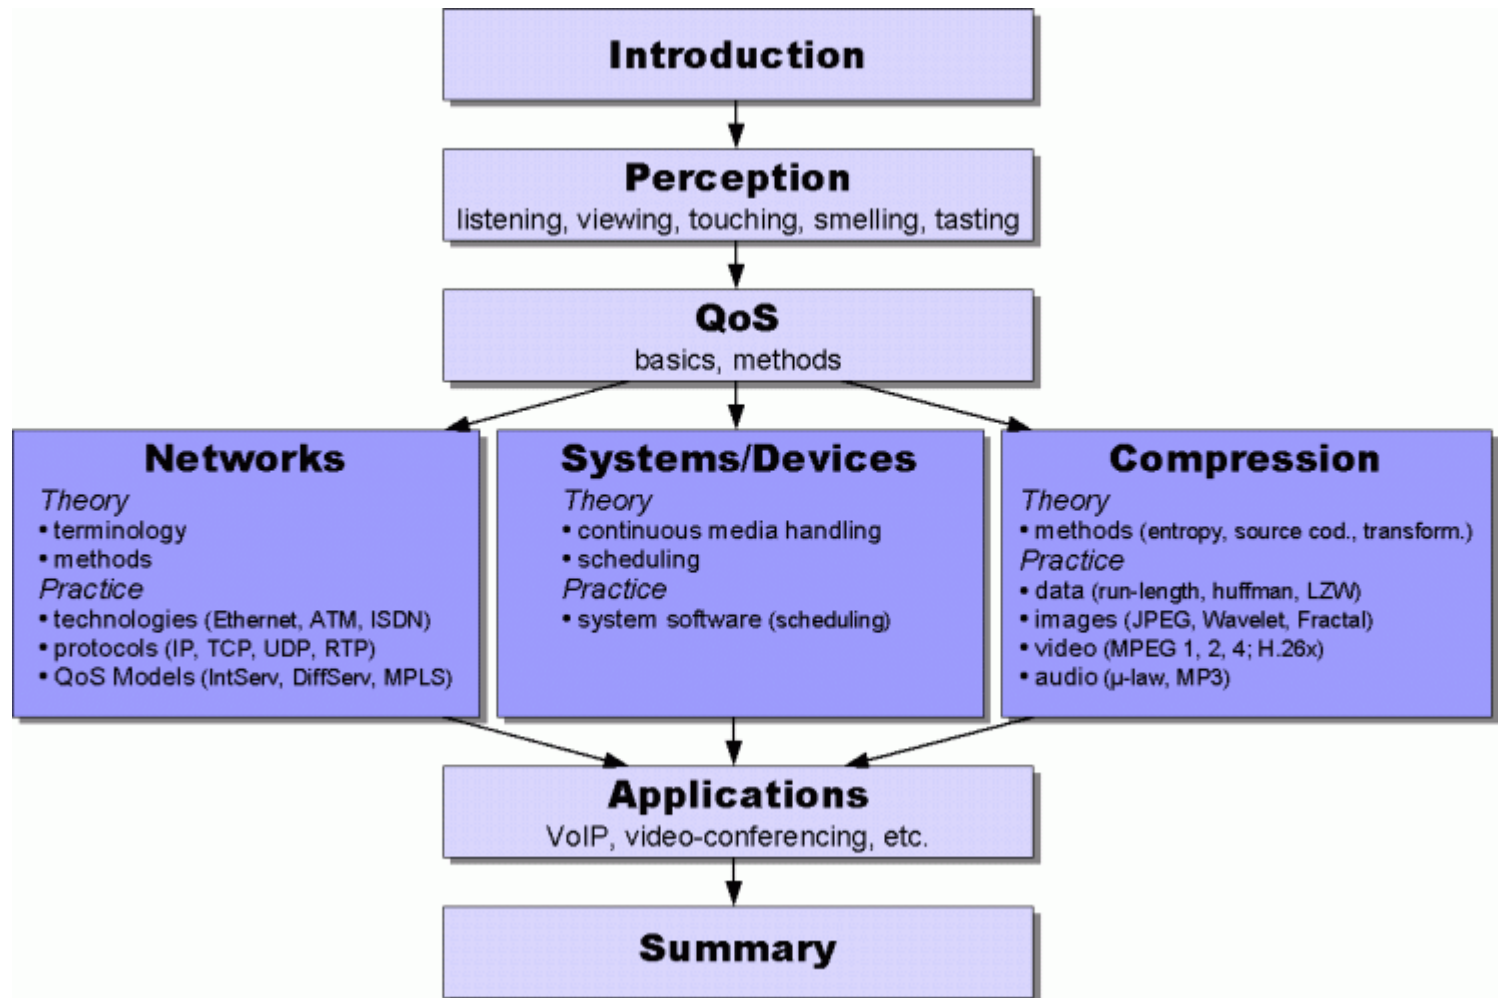 Introduction
Perception
listening, viewing, touching, smelling, tasting
QoS
basics, methods
Networks
Theory
• terminology
• methods
Practice
• technologies (Ethernet, ATM, ISDN)
• protocols (IP, TCP, UDP, RTP)
• QoS Models (IntServ, DiffServ, MPLS)
Systems/Devices
Theory
• continuous media handling
• scheduling
Practice
• system software (scheduling)
Compression
Theory
• methods (entropy, source cod., transform.)
Practice
• data (run-length, huffman, LZW)
• images (JPEG, Wavelet, Fractal)
• video (MPEG 1, 2, 4; H.26x)
• audio (µ-law, MP3)
Applications
VoIP, video-conferencing, etc.
Summary